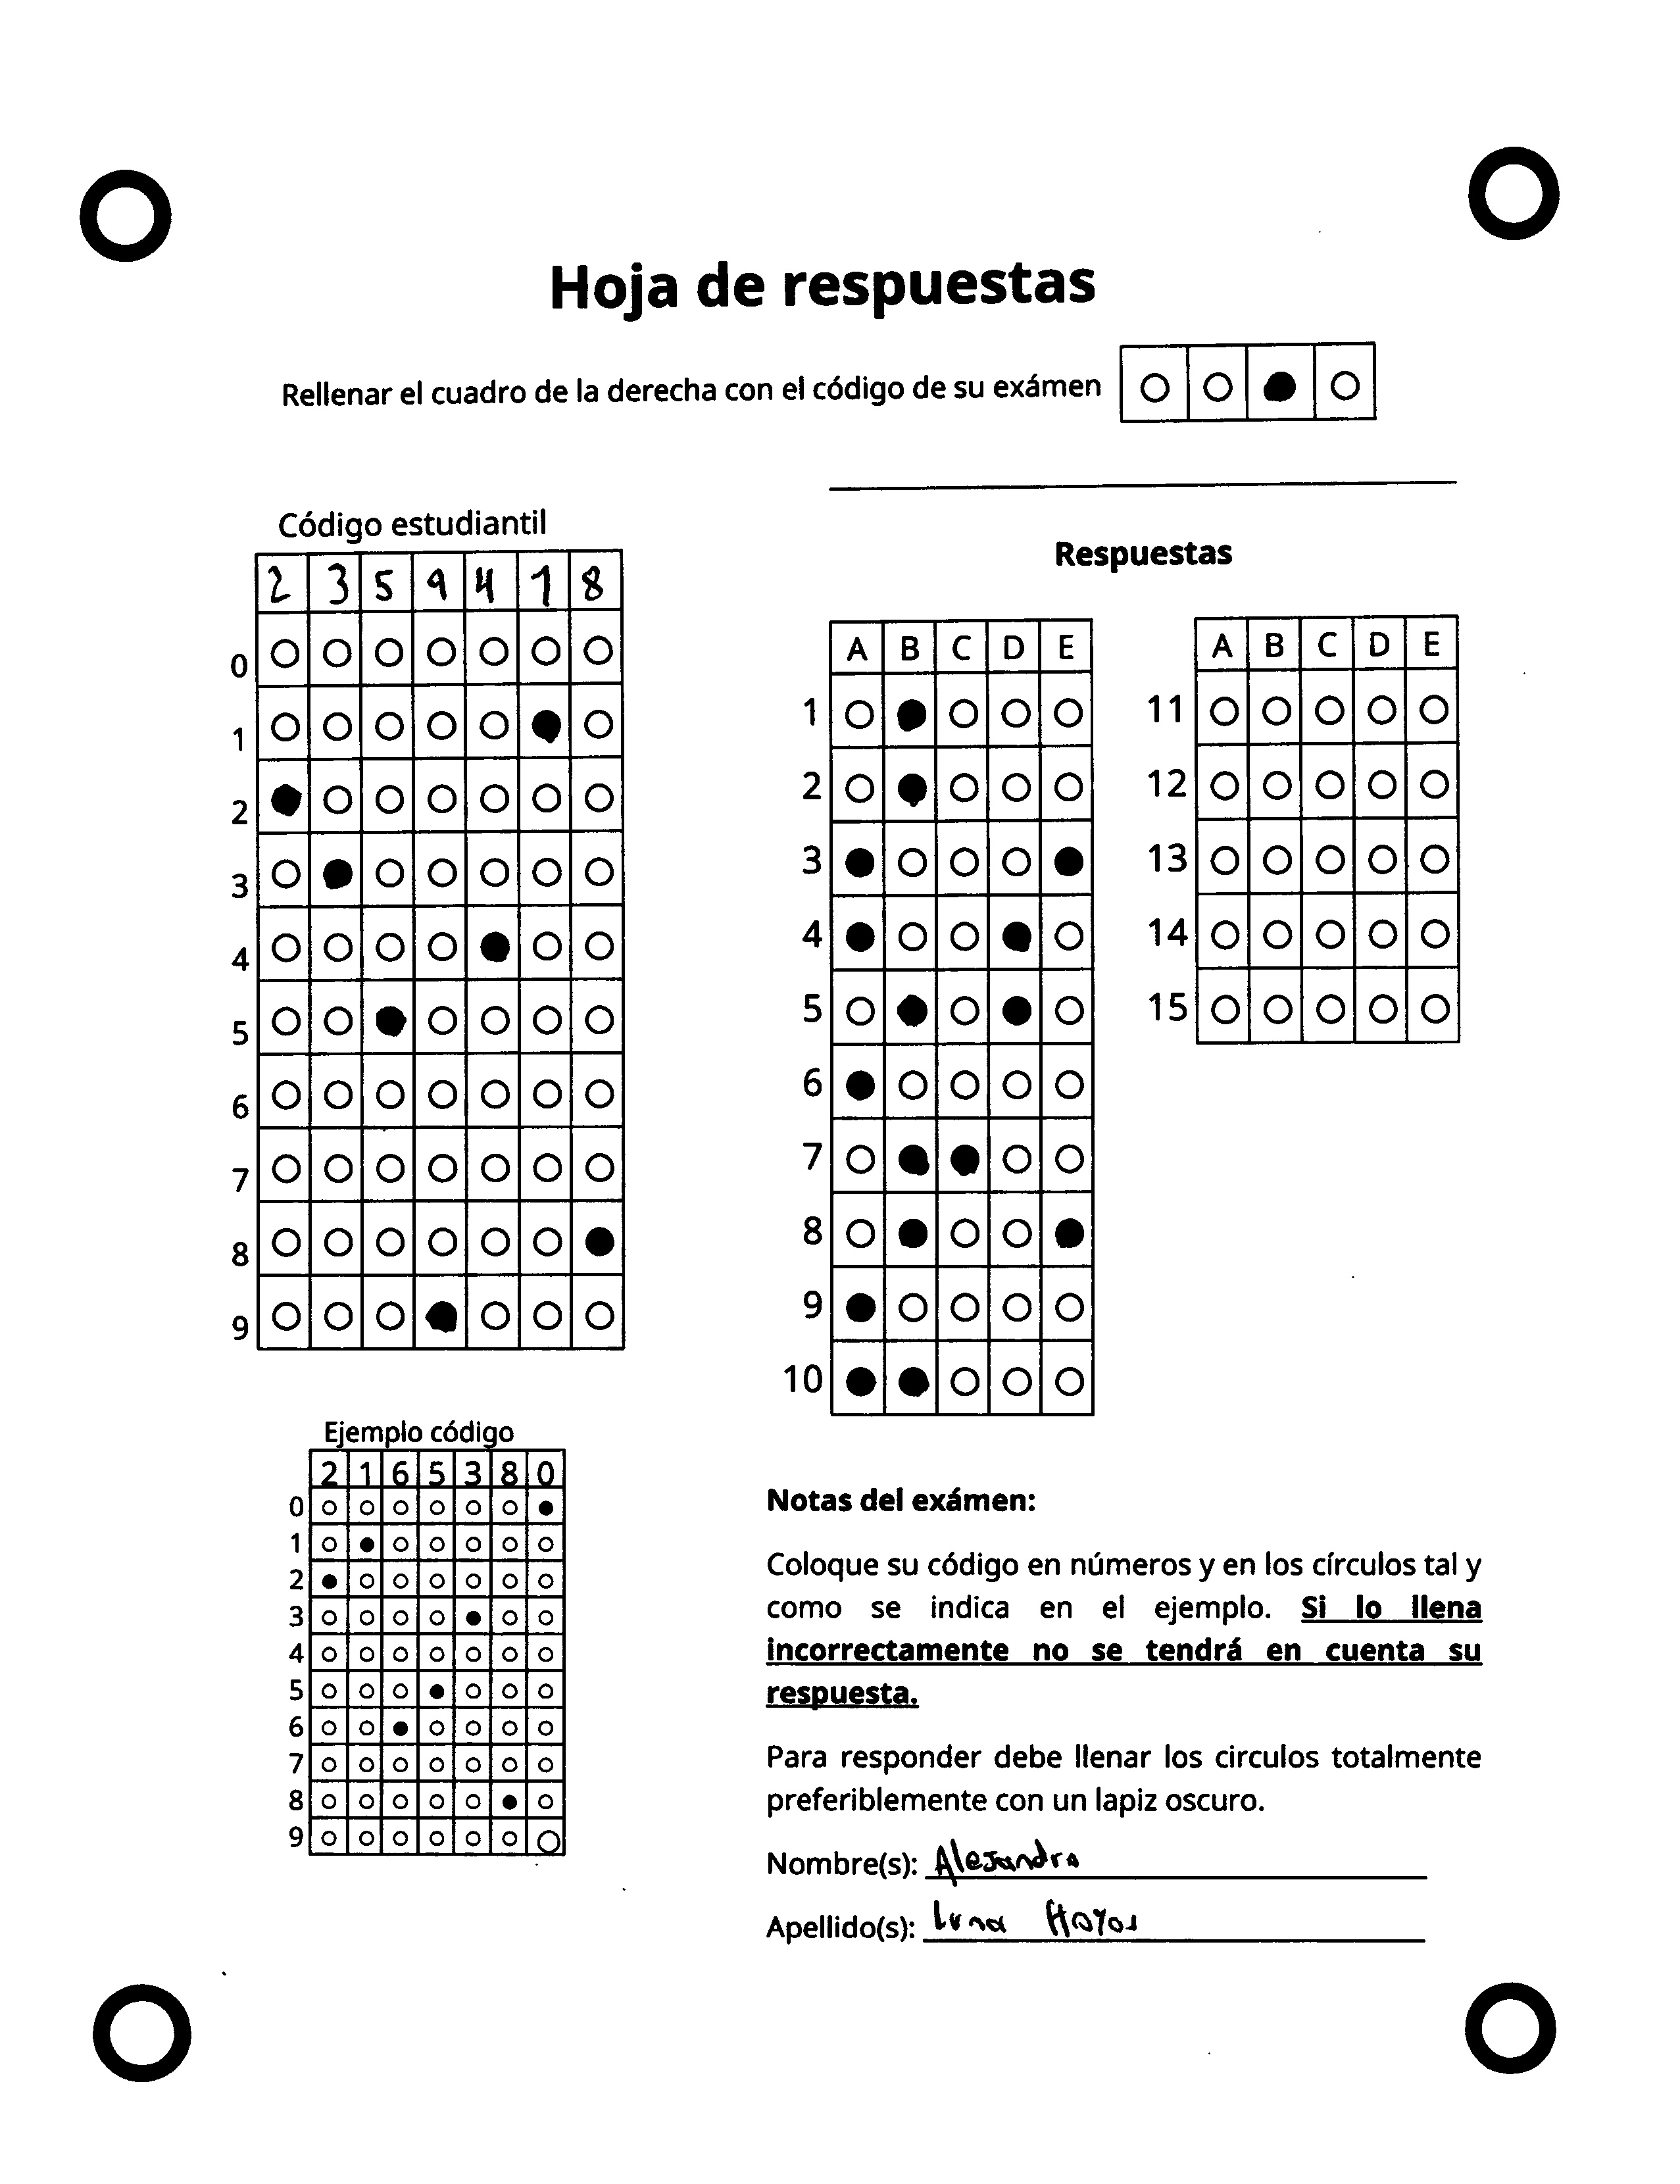 Hoja de respuestas
Rellenar el cuadro de la derecha con el código de su exámen
Código estudiantil
2 3 5 9 4 1 8
0
1
2
3
4
5
6
7
8
9
Respuestas
A B C D E
1
2
3
4
5
6
7
8
9
10
A B C D E
11
12
13
14
15
Ejemplo código
2 1 6 5 3 8 0
0
1
2
3
4
5
6
7
8
9
Notas del exámen:
Coloque su código en números y en los círculos tal y
como se indica en el ejemplo. Si lo llena
incorrectamente no se tendrá en cuenta su
respuesta.
Para responder debe llenar los circulos totalmente
preferiblemente con un lapiz oscuro.
Nombre(s): Alejandro
Apellido(s): Luna Hoyos